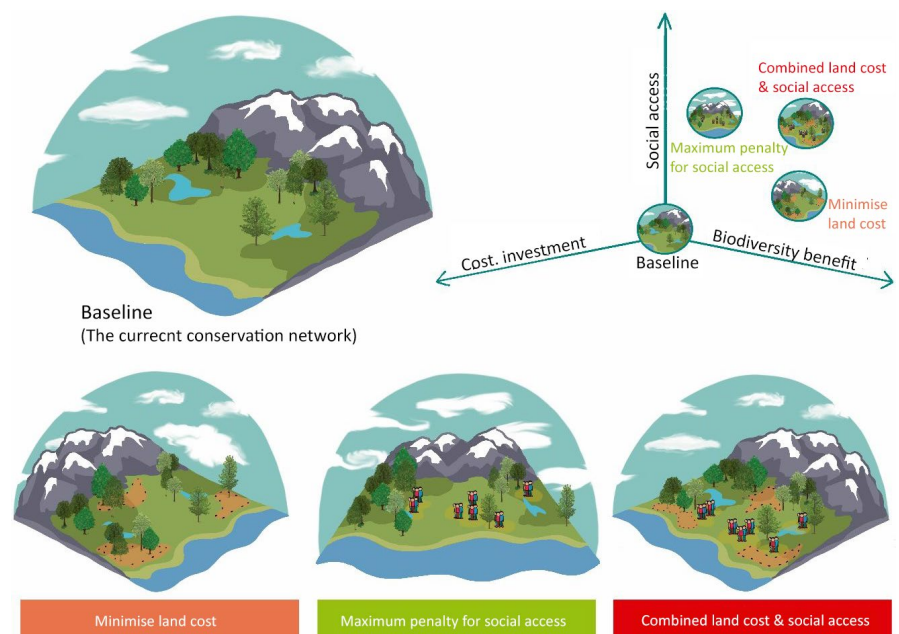 Social access
Combined land cost
& social access
Maximum penalty
for social access
Minimise
land cost
Cost. investment
Baseline
Biodiversity benefit
Baseline
(The currecnt conservation network)
Minimise land cost
Maximum penalty for social access
Combined land cost & social access